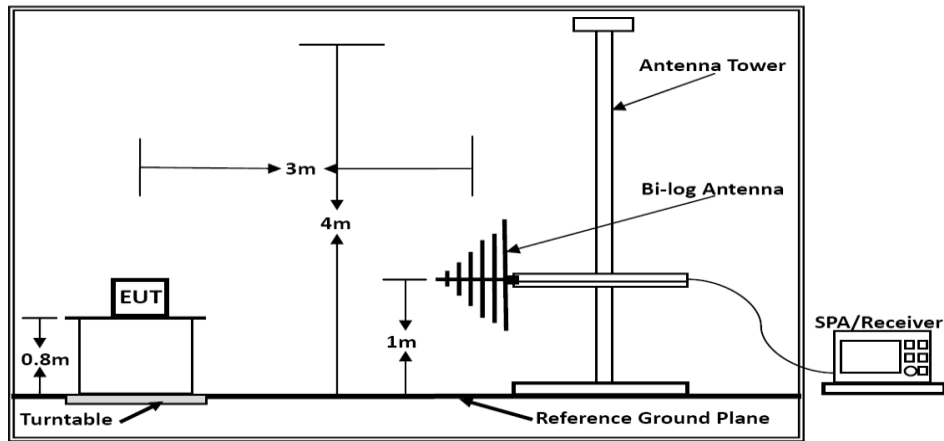 Antenna Tower
3m
Bi-log Antenna
4m
EUT
SPA/Receiver
1m
0.8m
Turntable
Reference Ground Plane